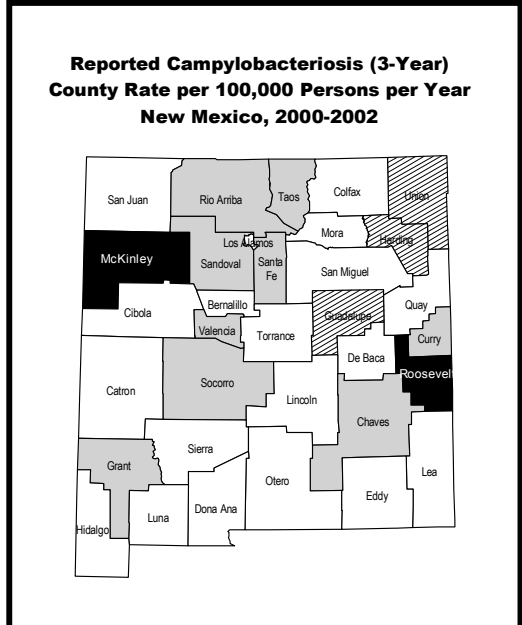 Reported Campylobacteriosis (3-Year)
County Rate per 100,000 Persons per Year
New Mexico, 2000-2002
San Juan
Rio Arriba
Taos
Colfax
Union
Mora
Harding
Los Alamos
McKinley
Sandoval
Santa
Fe
San Miguel
Cibola
Bernalillo
Guadalupe
Quay
Valencia
Torrance
Curry
De Baca
Roosevelt
Catron
Socorro
Lincoln
Chaves
Sierra
Grant
Otero
Lea
Eddy
Dona Ana
Luna
Hidalgo